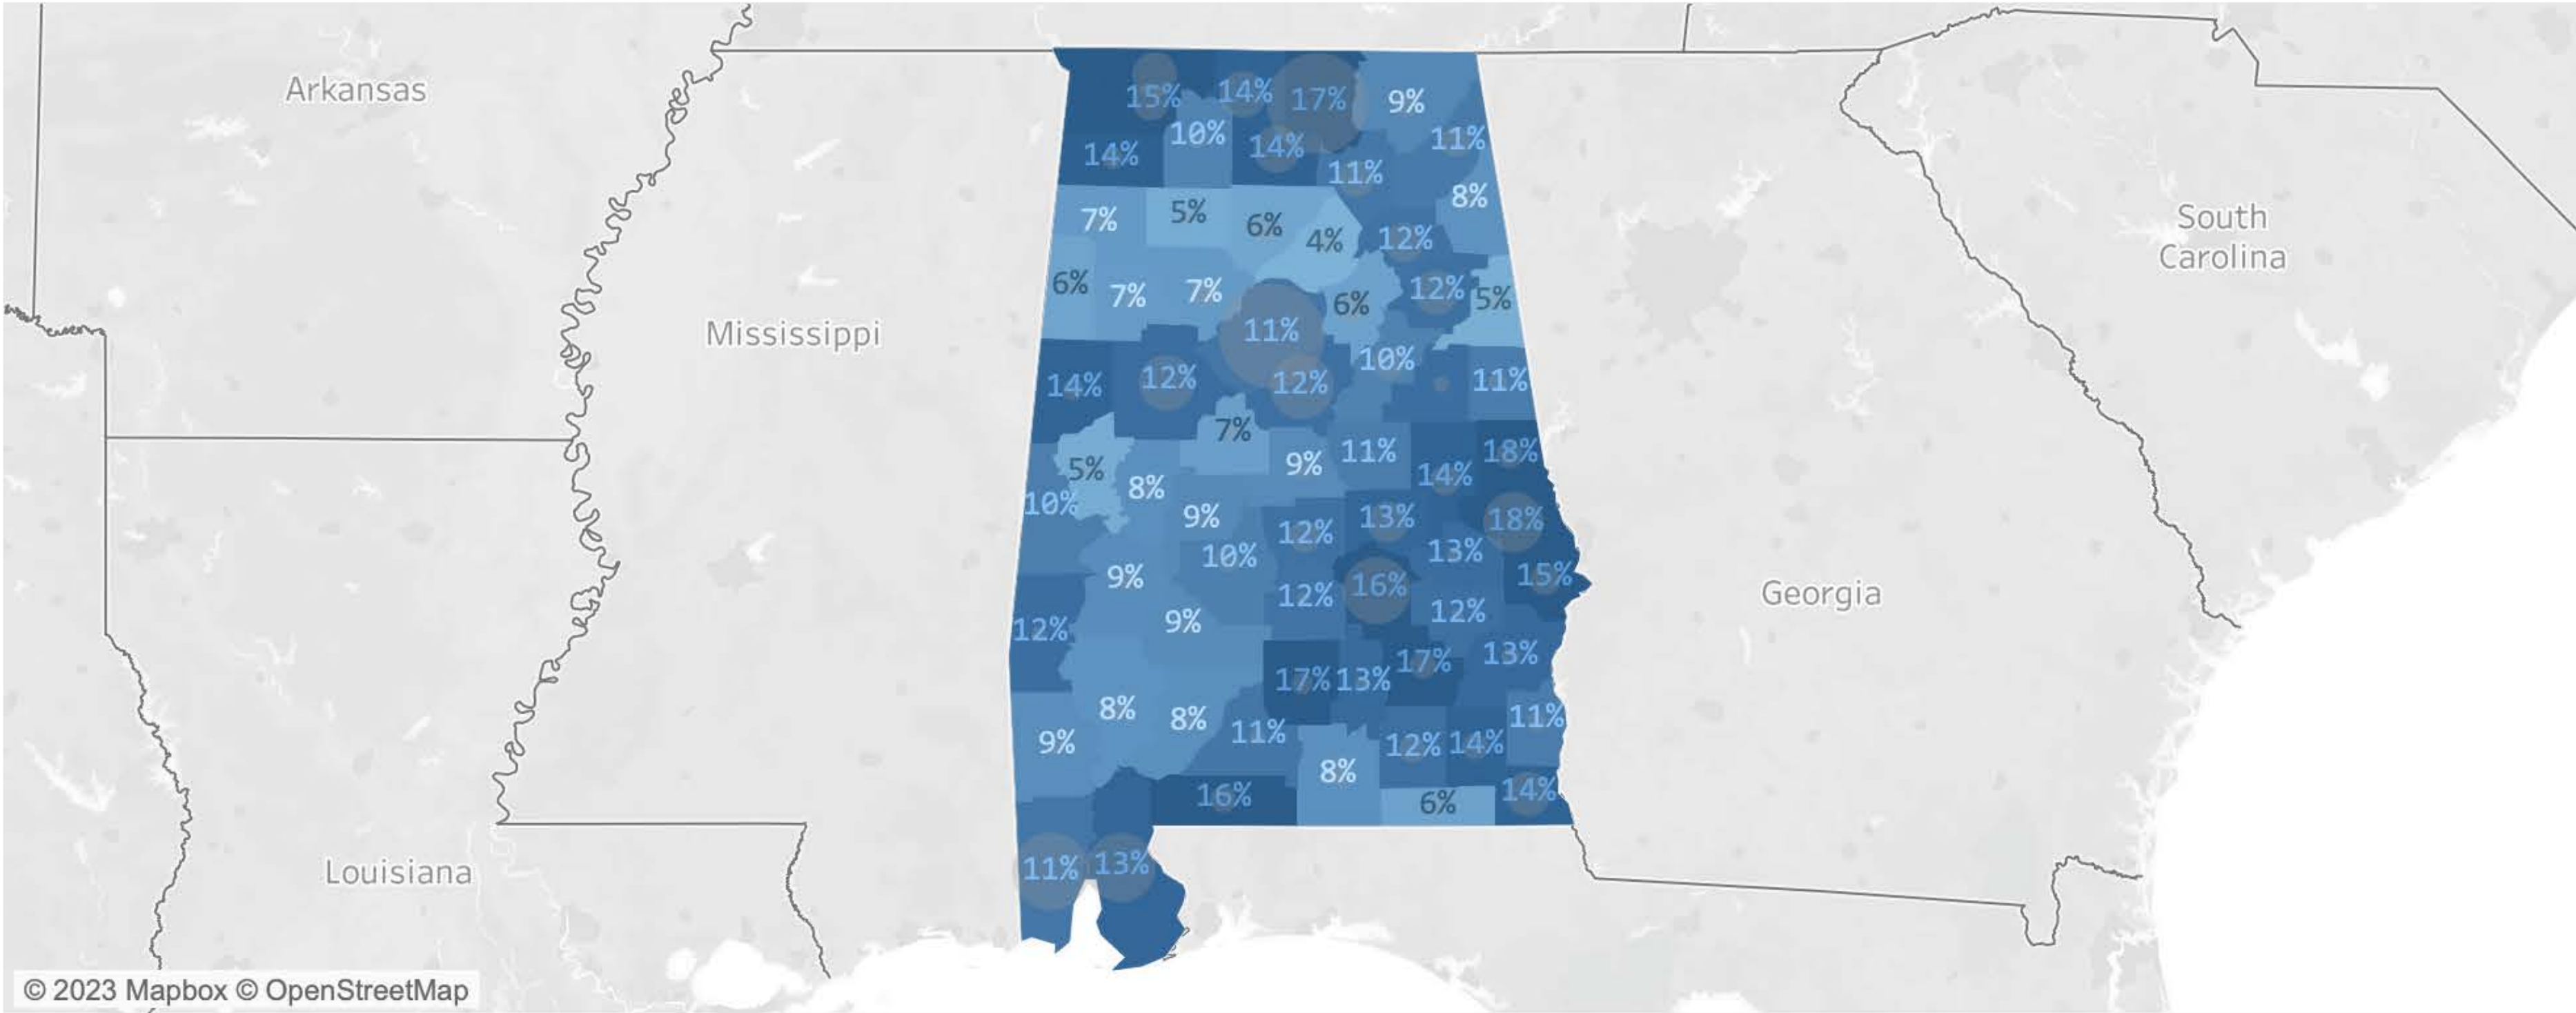 Arkansas
15% 14% 17% 9%
14% 10% 14% 11% 11%
7% 5% 6% 4% 12% 8%
6% 7% 7% 6% 12% 5%
Mississippi
South
Carolina
11%
14% 12% 12% 10% 11%
7%
5% 8% 9% 11% 14% 18%
10% 9% 12% 13% 18%
9% 10% 12% 16% 13% 15%
Georgia
12% 9% 12%
17% 13% 17% 13%
8% 8% 11% 11%
9% 8% 12% 14%
16% 6% 14%
11% 13%
Louisiana
© 2023 Mapbox © OpenStreetMap